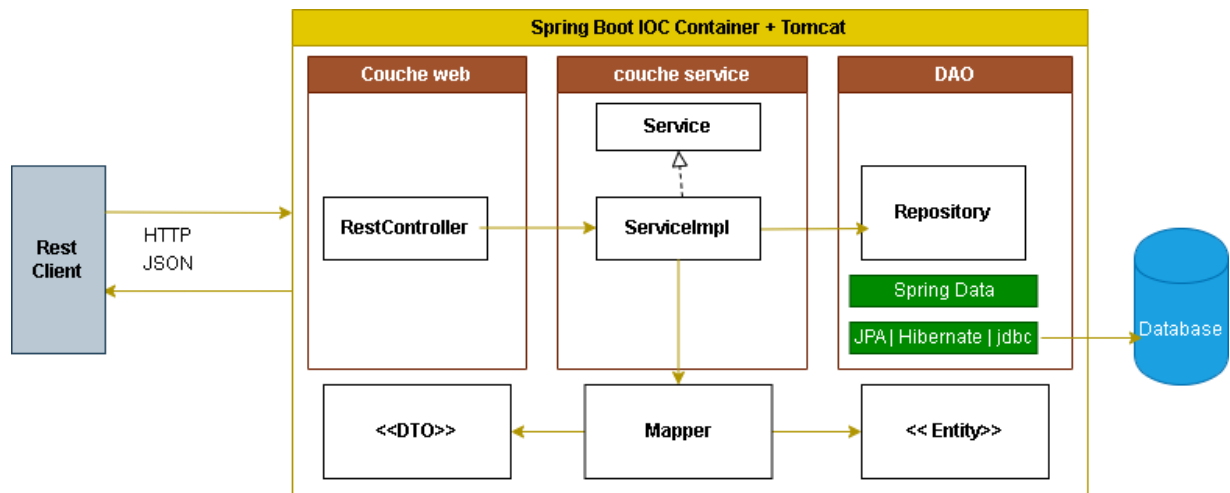 Spring Boot IOC Container + Tomcat
Couche web
couche service
DAO
Service
Rest
Client
HTTP
JSON
RestController
ServiceImpl
Repository
Spring Data
JPA | Hibernate | jdbc
Database
<<DTO>>
Mapper
<< Entity>>